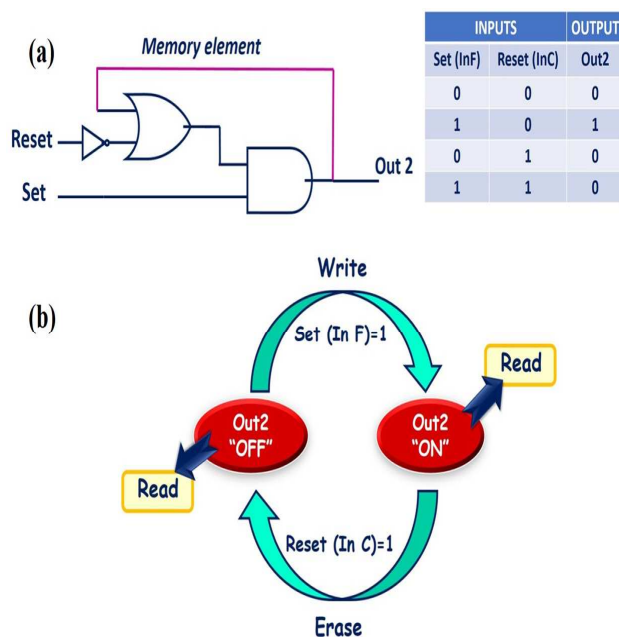 (a)
Memory element
Reset
Set
Out 2
INPUTS OUTPUT
Set (InF) Reset (InC) Out2
0 0 0
1 0 1
0 1 0
1 1 0
(b)
Write
Set (In F)=1
Read
Out2
"OFF"
Out2
"ON"
Read
Reset (In C)=1
Erase